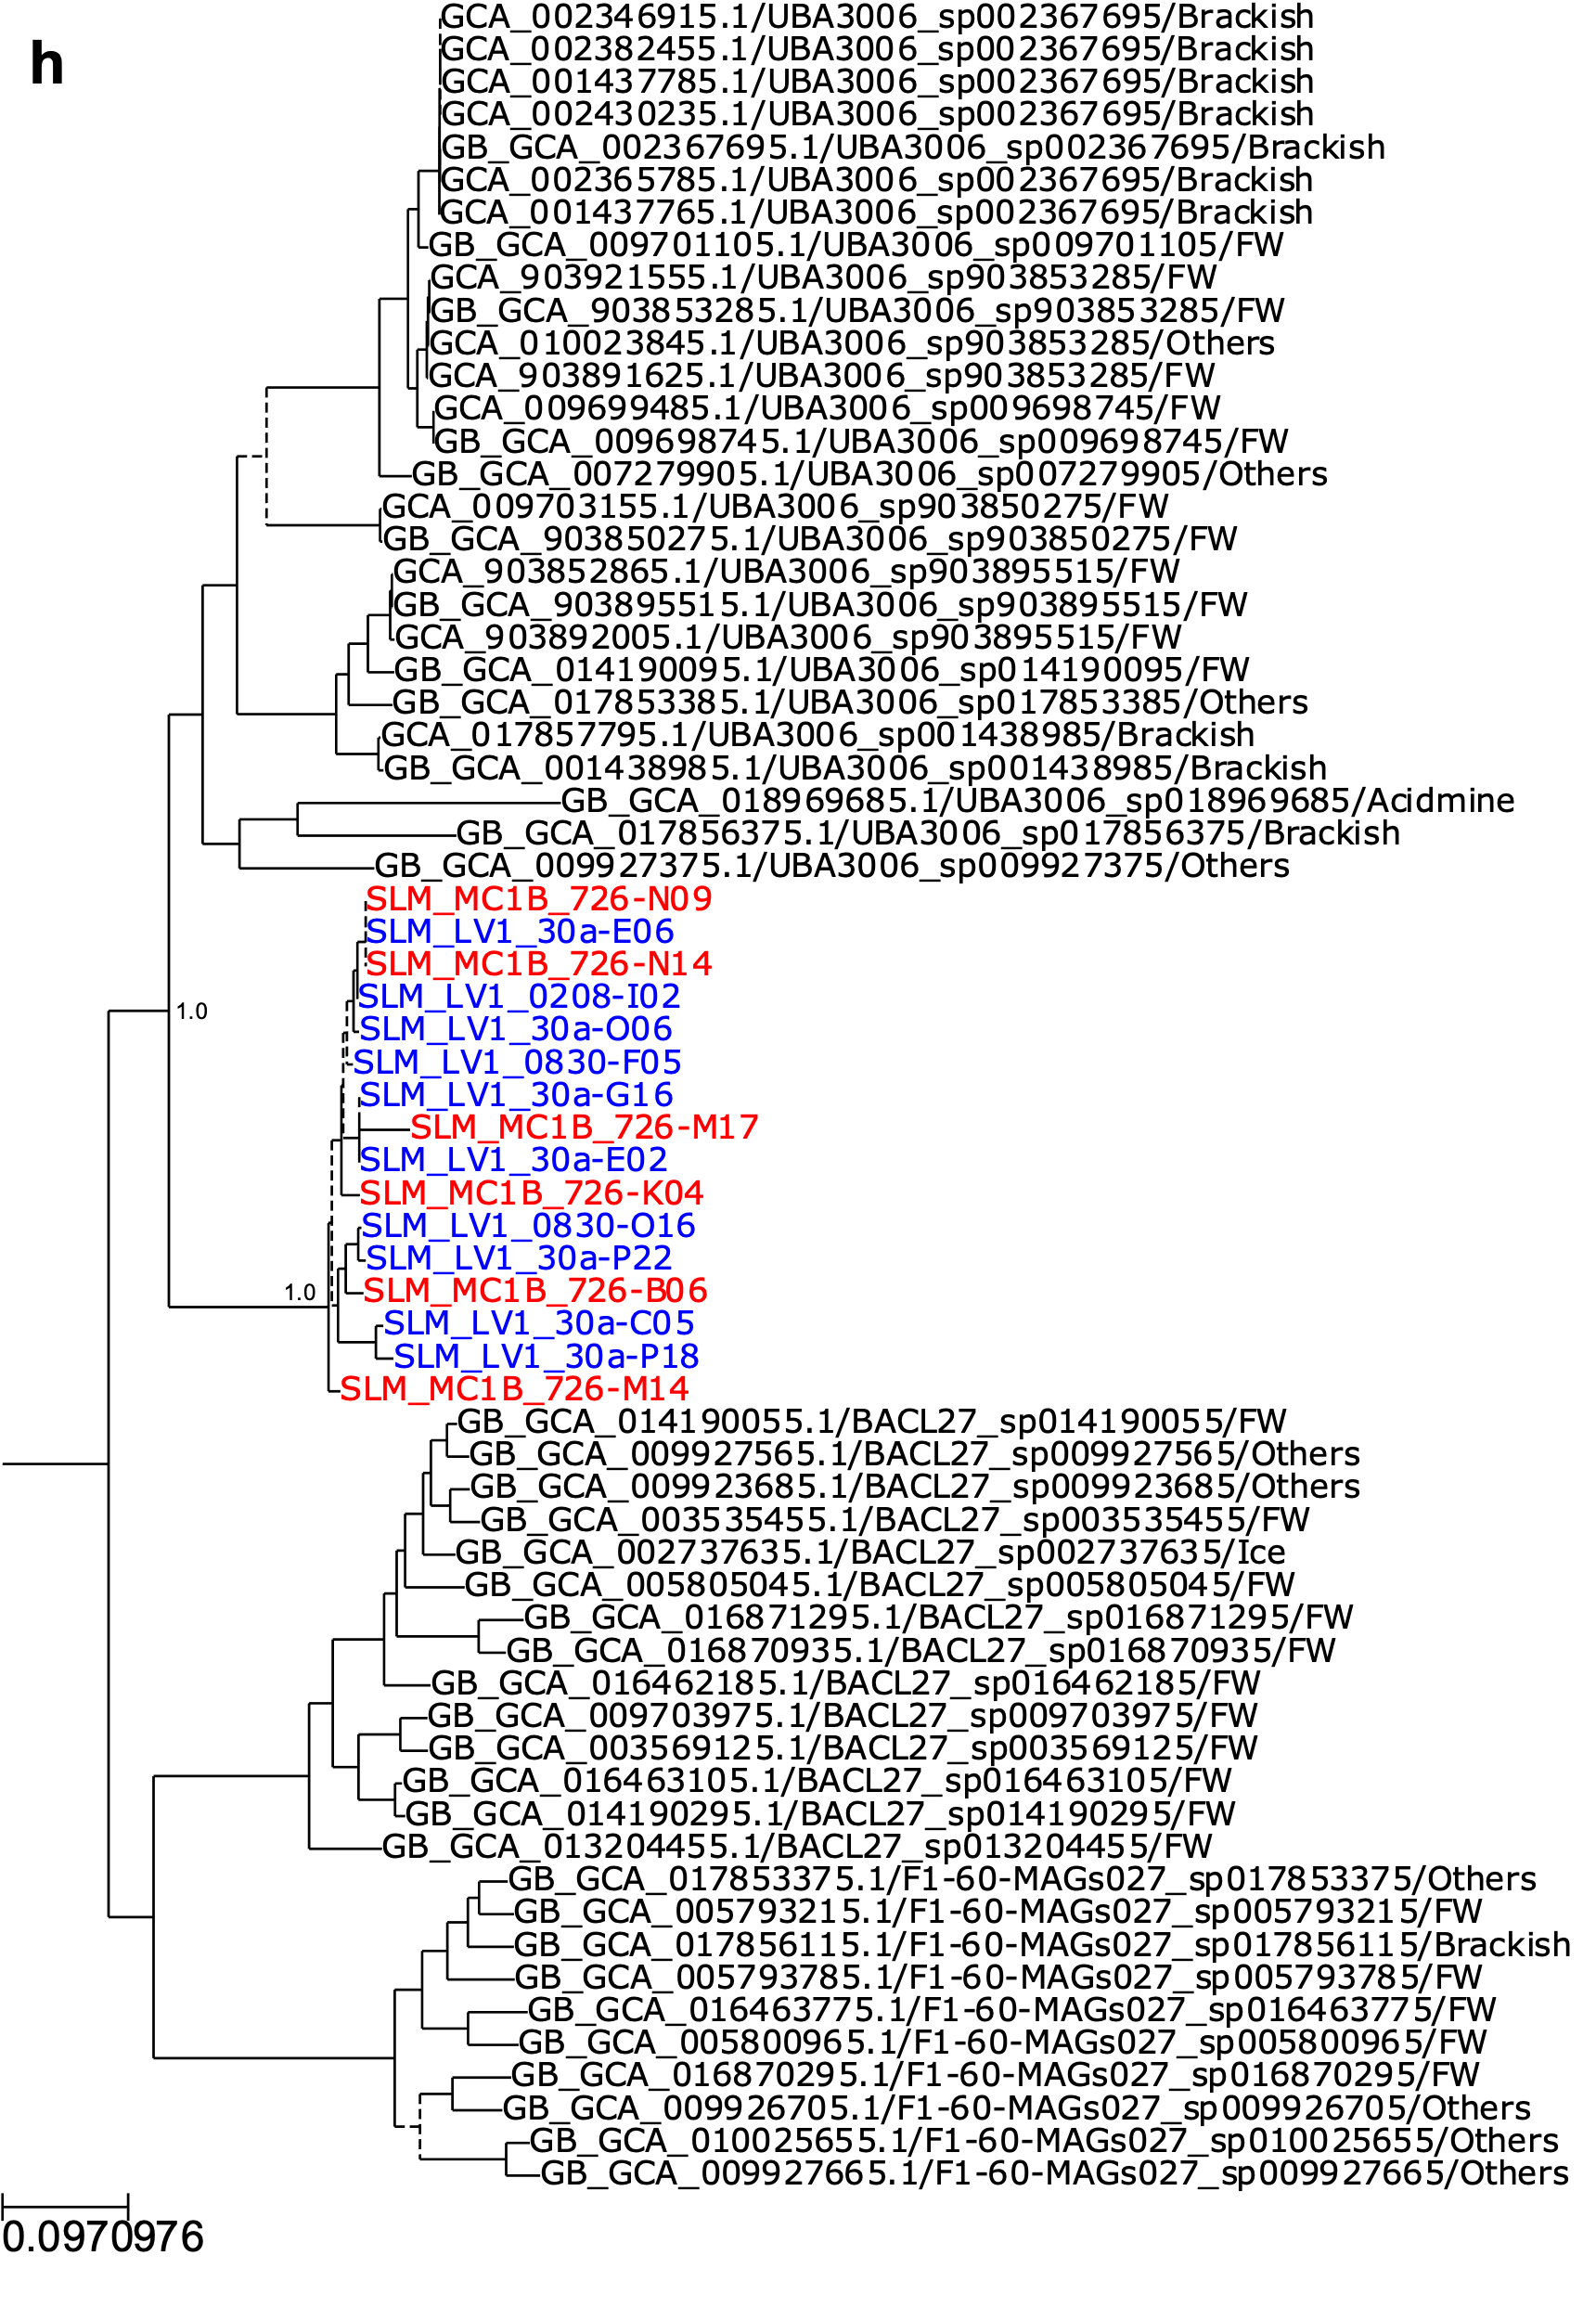 h
GCA_002346915.1/UBA3006_sp002367695/Brackish
GCA_002382455.1/UBA3006_sp002367695/Brackish
GCA_001437785.1/UBA3006_sp002367695/Brackish
GCA_002430235.1/UBA3006_sp002367695/Brackish
GB_GCA_002367695.1/UBA3006_sp002367695/Brackish
GCA_002365785.1/UBA3006_sp002367695/Brackish
GCA_001437765.1/UBA3006_sp002367695/Brackish
GB_GCA_009701105.1/UBA3006_sp009701105/FW
GCA_903921555.1/UBA3006_sp903853285/FW
GB_GCA_903853285.1/UBA3006_sp903853285/FW
GCA_010023845.1/UBA3006_sp903853285/Others
GCA_903891625.1/UBA3006_sp903853285/FW
GCA_009699485.1/UBA3006_sp009698745/FW
GB_GCA_009698745.1/UBA3006_sp009698745/FW
GB_GCA_007279905.1/UBA3006_sp007279905/Others
GCA_009703155.1/UBA3006_sp903850275/FW
GB_GCA_903850275.1/UBA3006_sp903850275/FW
GCA_903852865.1/UBA3006_sp903895515/FW
GB_GCA_903895515.1/UBA3006_sp903895515/FW
GCA_903892005.1/UBA3006_sp903895515/FW
GB_GCA_014190095.1/UBA3006_sp014190095/FW
GB_GCA_017853385.1/UBA3006_sp017853385/Others
GCA_017857795.1/UBA3006_sp001438985/Brackish
GB_GCA_001438985.1/UBA3006_sp001438985/Brackish
GB_GCA_018969685.1/UBA3006_sp018969685/Acidmine
GB_GCA_017856375.1/UBA3006_sp017856375/Brackish
GB_GCA_009927375.1/UBA3006_sp009927375/Others
SLM_MC1B_726-N09
SLM_LV1_30a-E06
SLM_MC1B_726-N14
SLM_LV1_0208-I02
1.0
SLM_LV1_30a-O06
SLM_LV1_0830-F05
SLM_LV1_30a-G16
SLM_MC1B_726-M17
SLM_LV1_30a-E02
SLM_MC1B_726-K04
SLM_LV1_0830-O16
SLM_LV1_30a-P22
1.0
SLM_MC1B_726-B06
SLM_LV1_30a-C05
SLM_LV1_30a-P18
SLM_MC1B_726-M14
GB_GCA_014190055.1/BACL27_sp014190055/FW
GB_GCA_009927565.1/BACL27_sp009927565/Others
GB_GCA_009923685.1/BACL27_sp009923685/Others
GB_GCA_003535455.1/BACL27_sp003535455/FW
GB_GCA_002737635.1/BACL27_sp002737635/Ice
GB_GCA_005805045.1/BACL27_sp005805045/FW
GB_GCA_016871295.1/BACL27_sp016871295/FW
GB_GCA_016870935.1/BACL27_sp016870935/FW
GB_GCA_016462185.1/BACL27_sp016462185/FW
GB_GCA_009703975.1/BACL27_sp009703975/FW
GB_GCA_003569125.1/BACL27_sp003569125/FW
GB_GCA_016463105.1/BACL27_sp016463105/FW
GB_GCA_014190295.1/BACL27_sp014190295/FW
GB_GCA_013204455.1/BACL27_sp013204455/FW
GB_GCA_017853375.1/F1-60-MAGs027_sp017853375/Others
GB_GCA_005793215.1/F1-60-MAGs027_sp005793215/FW
GB_GCA_017856115.1/F1-60-MAGs027_sp017856115/Brackish
GB_GCA_005793785.1/F1-60-MAGs027_sp005793785/FW
GB_GCA_016463775.1/F1-60-MAGs027_sp016463775/FW
GB_GCA_005800965.1/F1-60-MAGs027_sp005800965/FW
GB_GCA_016870295.1/F1-60-MAGs027_sp016870295/FW
GB_GCA_009926705.1/F1-60-MAGs027_sp009926705/Others
GB_GCA_010025655.1/F1-60-MAGs027_sp010025655/Others
GB_GCA_009927665.1/F1-60-MAGs027_sp009927665/Others
0.0970976